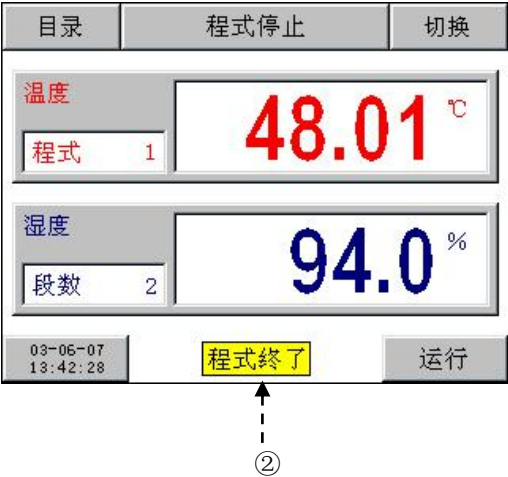 目录 程式停止 切换
温度
48.01 ℃
程式 1
湿度
94.0 %
段数 2
03-06-07
13:42:28
程式终了
运行
②